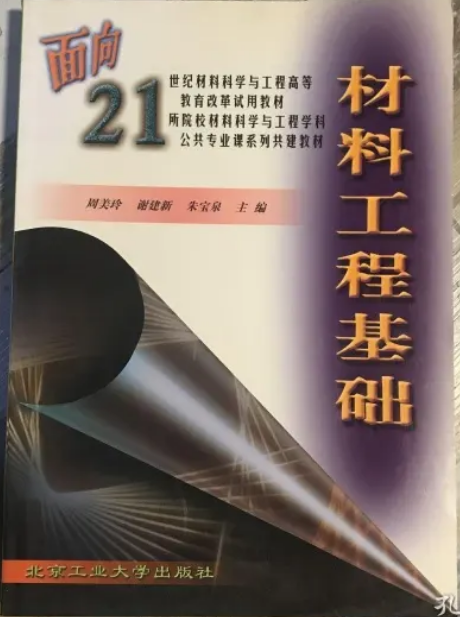 面向
21
世纪材料科学与工程高等
教育改革试用教材
所院校材料科学与工程学科
公共专业课系列共建教材
材料工程基础
周美玲 谢建新 朱宝泉 主编
北京工业大学出版社
孔